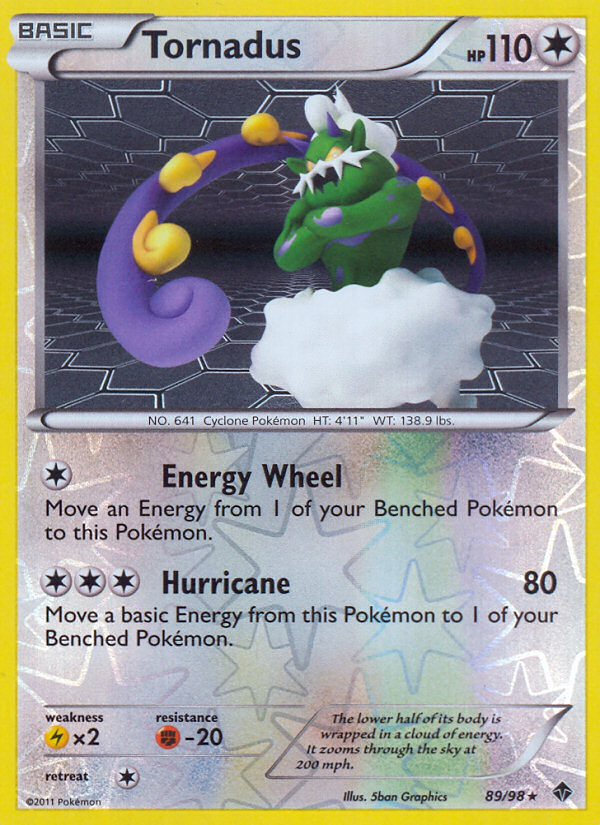 BASIC
Tornadus
HP110
NO. 641 Cyclone Pokémon HT: 4'11" WT: 138.9 lbs.
Energy Wheel
Move an Energy from 1 of your Benched Pokémon
to this Pokémon.
Hurricane 80
Move a basic Energy from this Pokémon to 1 of your
Benched Pokémon.
weakness
×2
resistance
-20
retreat
The lower half of its body is
wrapped in a cloud of energy.
It zooms through the sky at
200 mph.
©2011 Pokémon
Illus. 5ban Graphics
89/98★